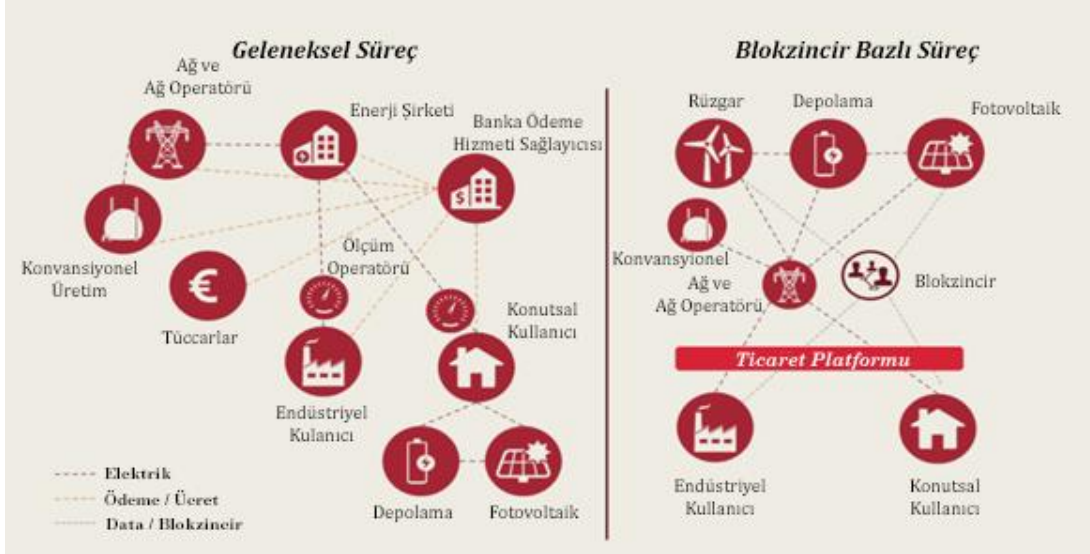 Geleneksel Süreç
Ağ ve
Ağ Operatörü
Enerji Şirketi
Banka Ödeme
Hizmeti Sağlayıcısı
Konvansiyonel
Üretim
€
Tüccarlar
$
Ölçüm
Operatörü
Konutsal
Kullanıcı
Endüstriyel
Kulanıcı
Depolama
Fotovoltaik
Elektrik
Ödeme / Üeret
Data / Blokzincir
Blokzincir Bazlı Süreç
Rüzgar
Depolama
Fotovoltaik
Konvansyionel
Ağ ve
Ağ Operatörü
Blokzincir
Ticaret Platformu
Endüstriyel
Kullanıcı
Konutsal
Kullanıcı